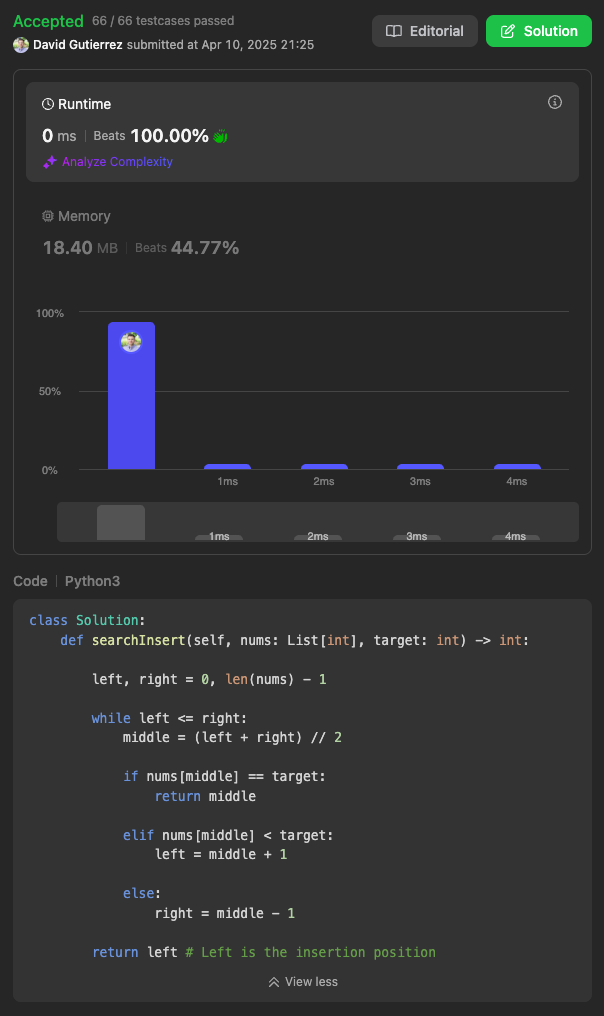 Accepted 66 / 66 testcases passed
David Gutierrez submitted at Apr 10, 2025 21:25
Editorial
Solution
Runtime
0 ms | Beats 100.00%
Analyze Complexity
Memory
18.40 MB | Beats 44.77%
100%
50%
0%
1ms 2ms 3ms 4ms
1ms 2ms 3ms 4ms
Code | Python3
class Solution:
    def searchInsert(self, nums: List[int], target: int) -> int:
        left, right = 0, len(nums) - 1
        while left <= right:
            middle = (left + right) // 2
            if nums[middle] == target:
                return middle
            elif nums[middle] < target:
                left = middle + 1
            else:
                right = middle - 1
        return left # Left is the insertion position
View less